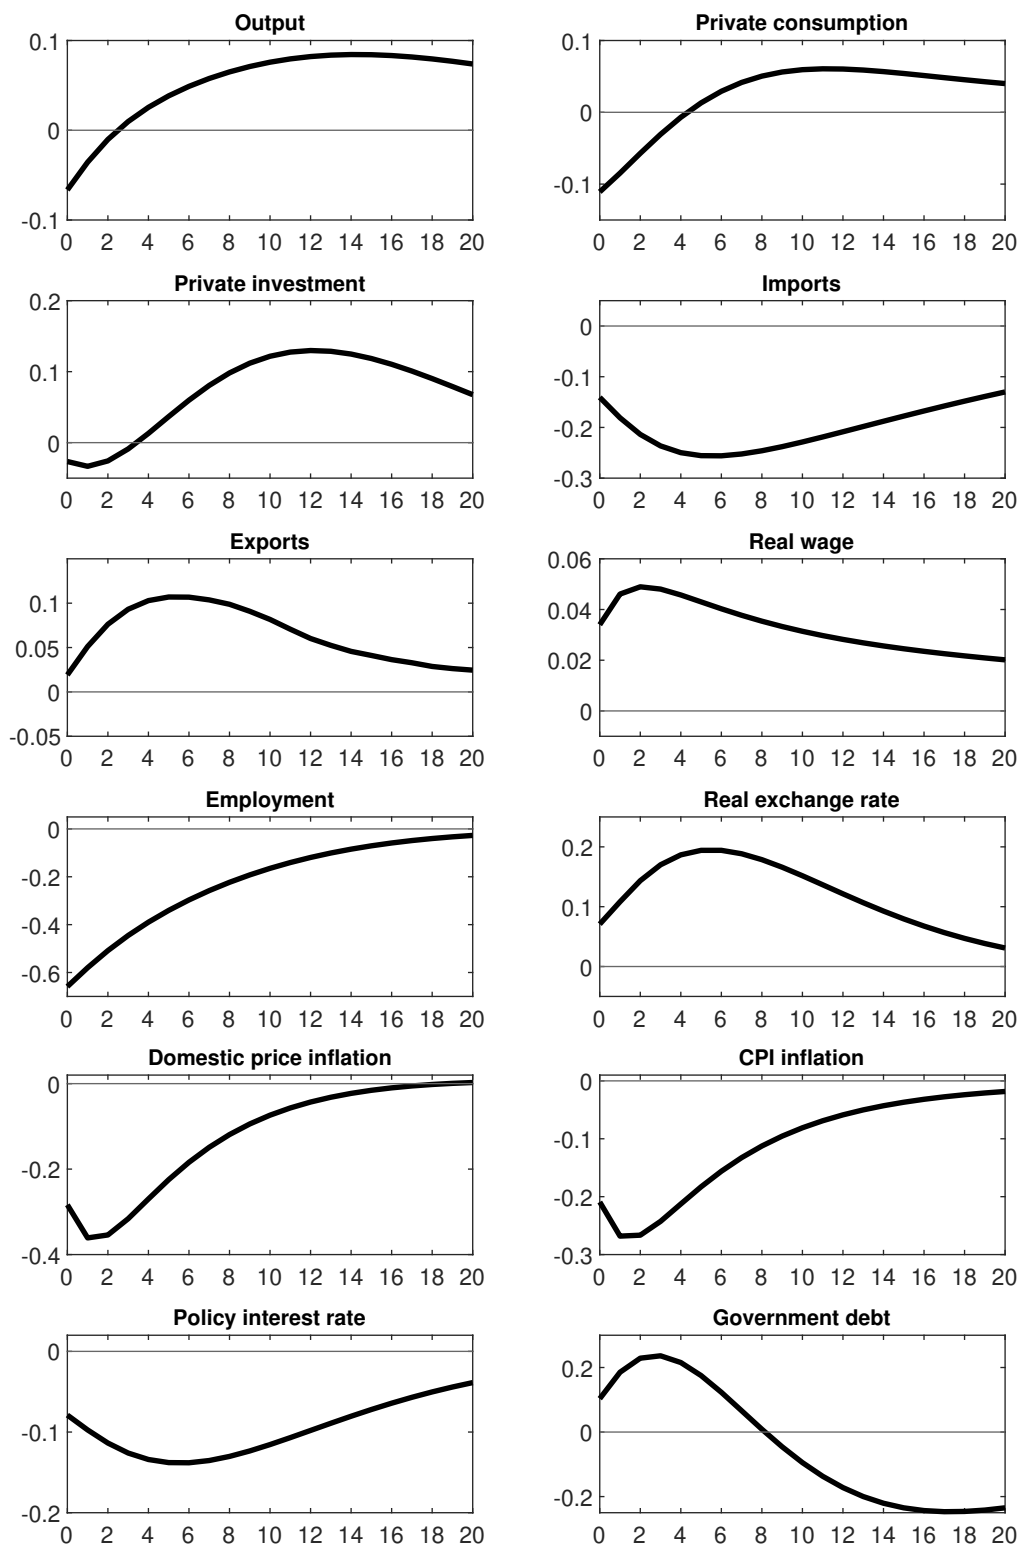 Output
0.1
0
-0.1
0 2 4 6 8 10 12 14 16 18 20
Private consumption
0.1
0
-0.1
0 2 4 6 8 10 12 14 16 18 20
Private investment
0.2
0.1
0
0 2 4 6 8 10 12 14 16 18 20
Imports
0
-0.1
-0.2
-0.3
0 2 4 6 8 10 12 14 16 18 20
Exports
0.1
0.05
0
-0.05
0 2 4 6 8 10 12 14 16 18 20
Real wage
0.06
0.04
0.02
0
0 2 4 6 8 10 12 14 16 18 20
Employment
0
-0.2
-0.4
-0.6
0 2 4 6 8 10 12 14 16 18 20
Real exchange rate
0.2
0.1
0
0 2 4 6 8 10 12 14 16 18 20
Domestic price inflation
0
-0.2
-0.4
0 2 4 6 8 10 12 14 16 18 20
CPI inflation
0
-0.1
-0.2
-0.3
0 2 4 6 8 10 12 14 16 18 20
Policy interest rate
0
-0.1
-0.2
0 2 4 6 8 10 12 14 16 18 20
Government debt
0.2
0
-0.2
0 2 4 6 8 10 12 14 16 18 20